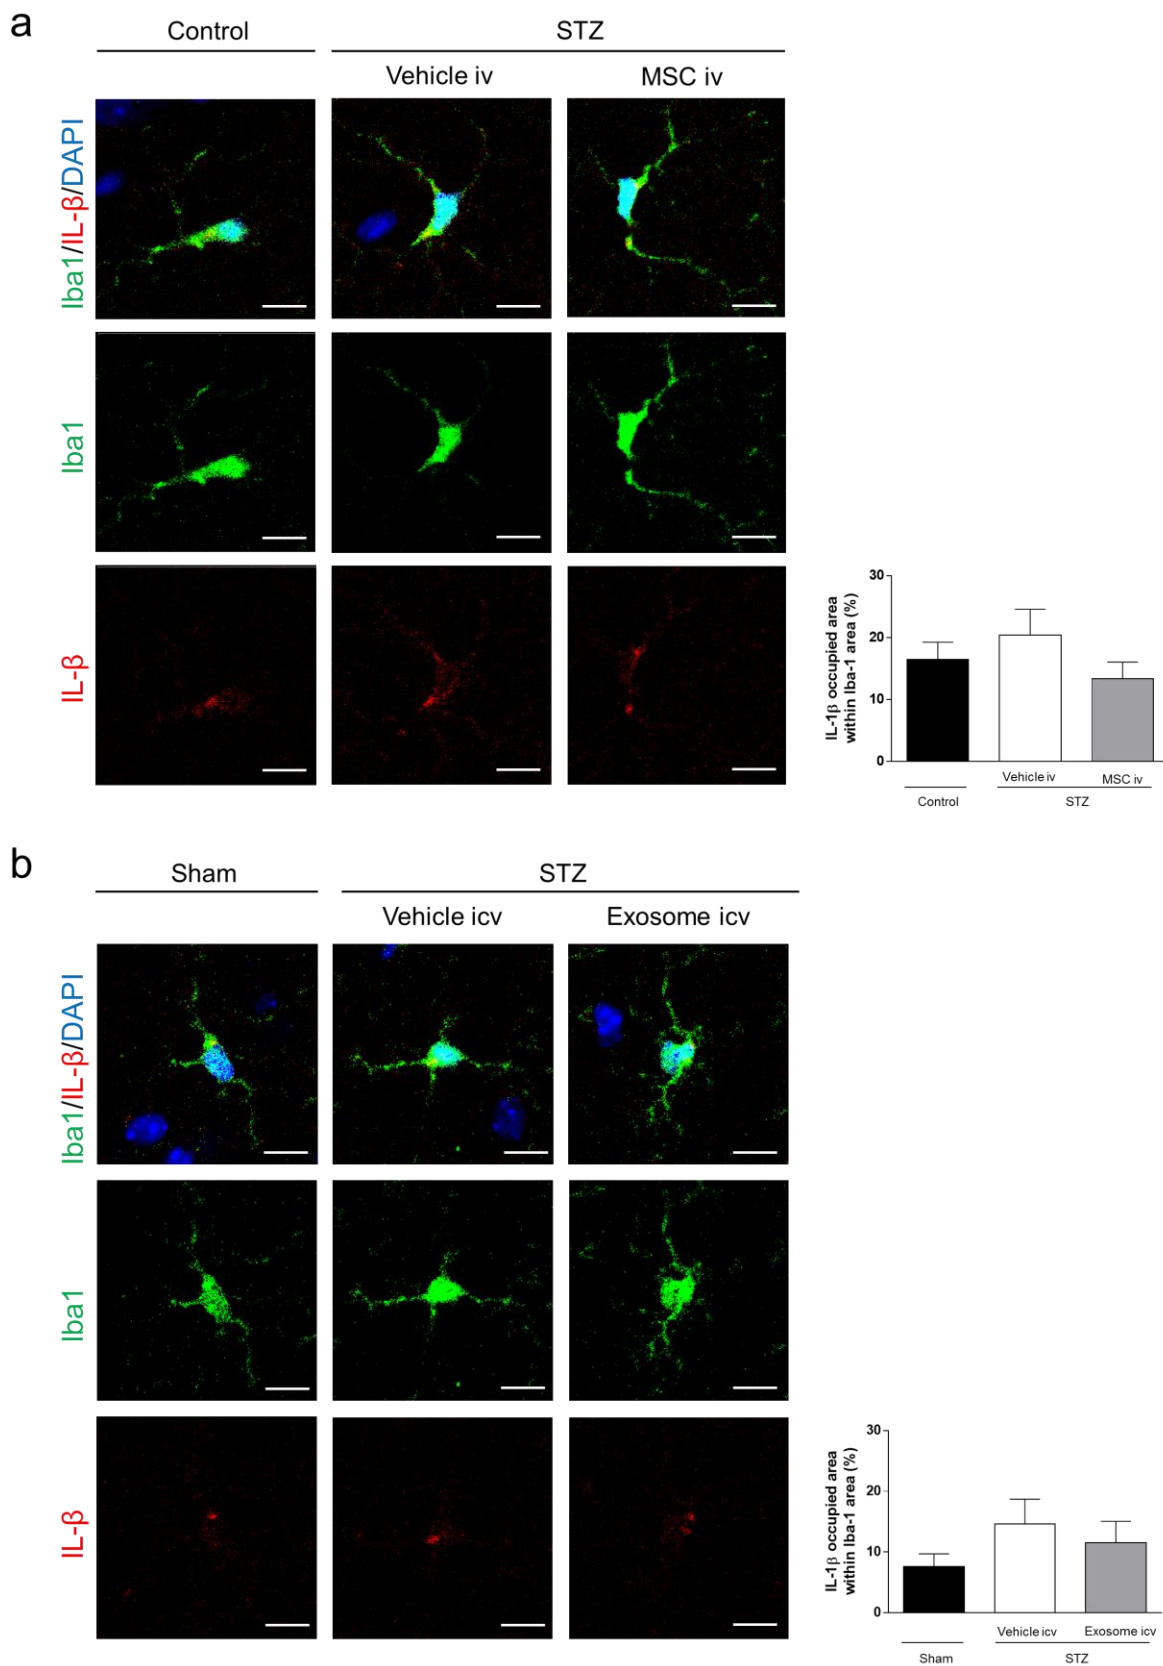 a
Control
STZ
Vehicle iv
MSC iv
Iba1/IL-β/DAPI
Iba1
IL-β
IL-1β occupied area
within Iba-1 area (%)
30
20
10
0
Vehicle iv
MSC iv
Control
STZ
b
Sham
STZ
Vehicle icv
Exosome icv
Iba1/IL-β/DAPI
Iba1
IL-β
IL-1β occupied area
within Iba-1 area (%)
30
20
10
0
Vehicle icv
Exosome icv
Sham
STZ